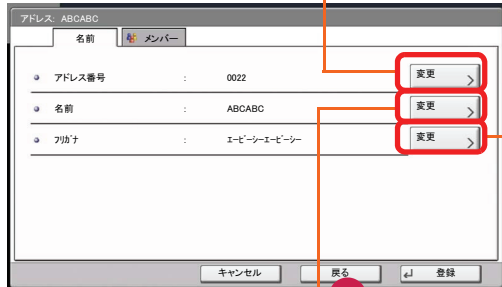 アドレス: ABCABC
名前 メンバー
アドレス番号 : 0022 変更
名前 : ABCABC 変更
フリガナ : エービーシーエービーシー 変更
キャンセル 戻る 登録